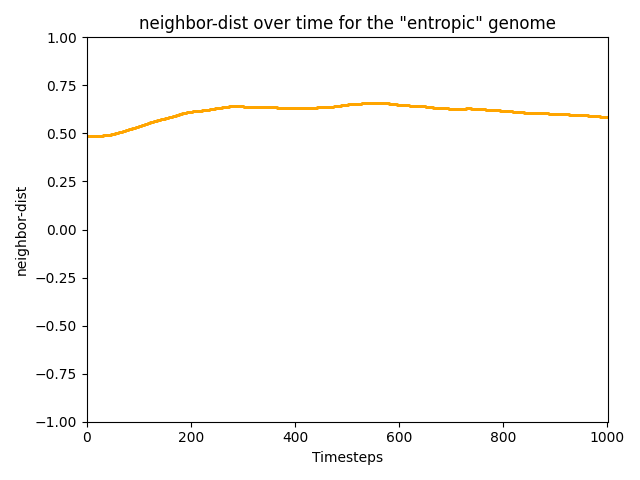 neighbor-dist over time for the "entropic" genome
1.00
0.75
0.50
0.25
0.00
−0.25
−0.50
−0.75
−1.00
neighbor-dist
0 200 400 600 800 1000
Timesteps